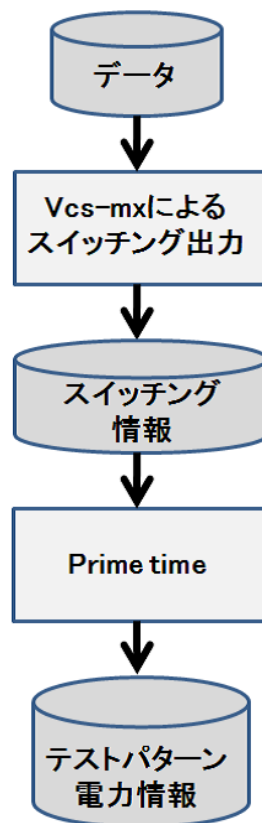 データ
Vcs-mxによる
スイッチング出力
スイッチング
情報
Prime time
テストパターン
電力情報